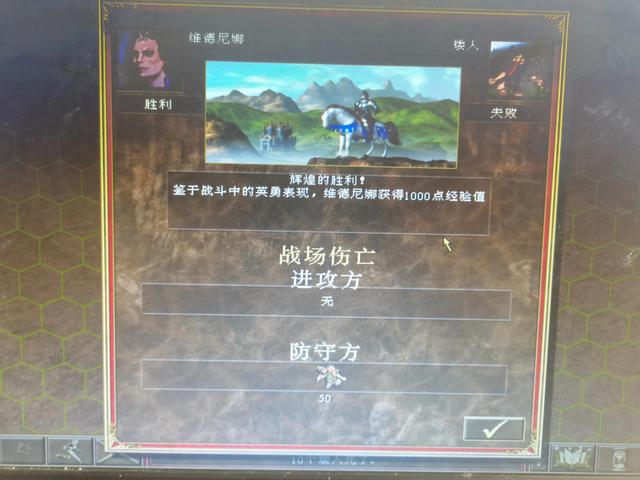 维德尼娜
矮人
胜利
失败
辉煌的胜利!
鉴于战斗中的英勇表现，维德尼娜获得1000点经验值
战场伤亡
进攻方
无
防守方
50